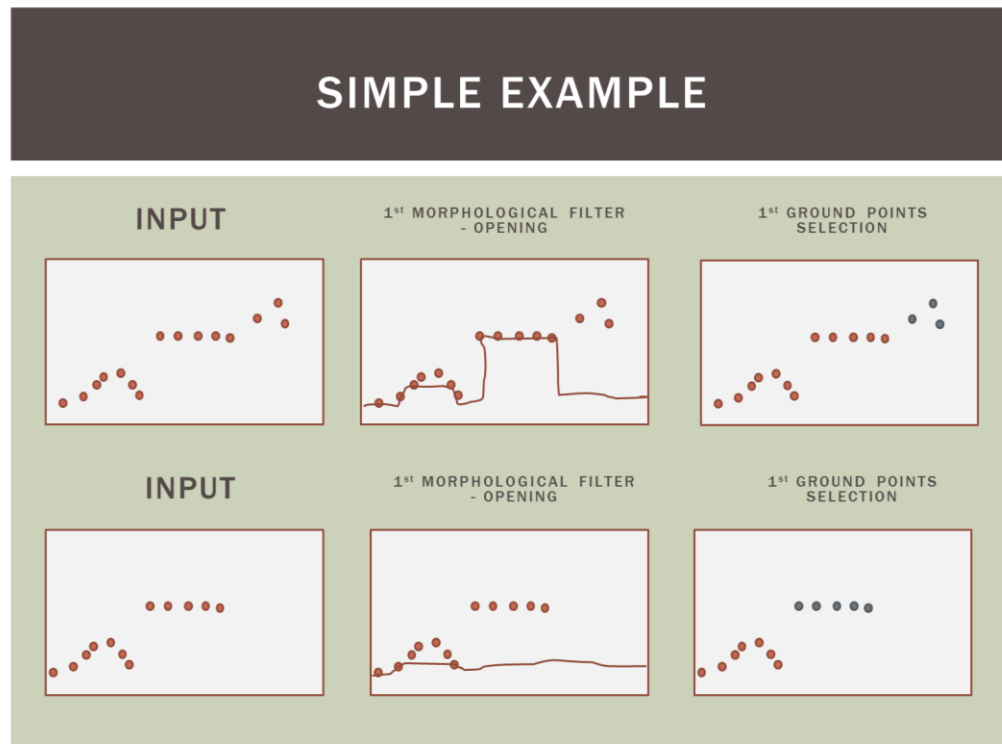 SIMPLE EXAMPLE
INPUT
1st MORPHOLOGICAL FILTER
- OPENING
1st GROUND POINTS
SELECTION
INPUT
1st MORPHOLOGICAL FILTER
- OPENING
1st GROUND POINTS
SELECTION